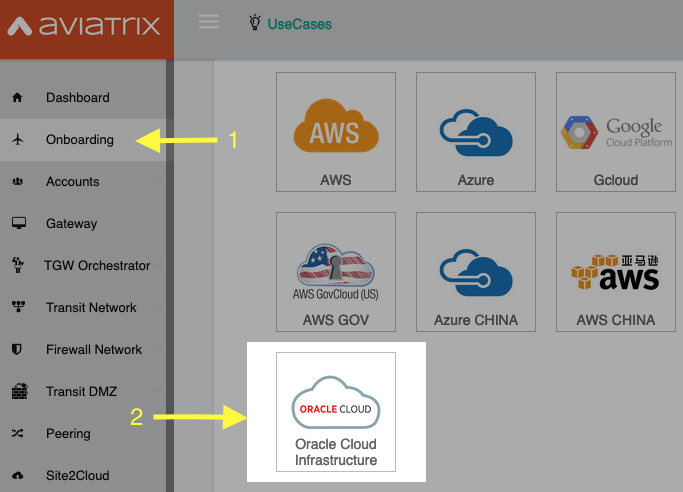 AVIATRIX
UseCases
Dashboard
Onboarding
1
Accounts
Gateway
TGW Orchestrator
Transit Network
Firewall Network
Transit DMZ
2
Peering
Site2Cloud
AWS
AWS
Azure
Google
Cloud Platform
Gcloud
AWS GovCloud (US)
AWS GOV
Azure CHINA
亚马逊
aws
AWS CHINA
ORACLE CLOUD
Oracle Cloud
Infrastructure